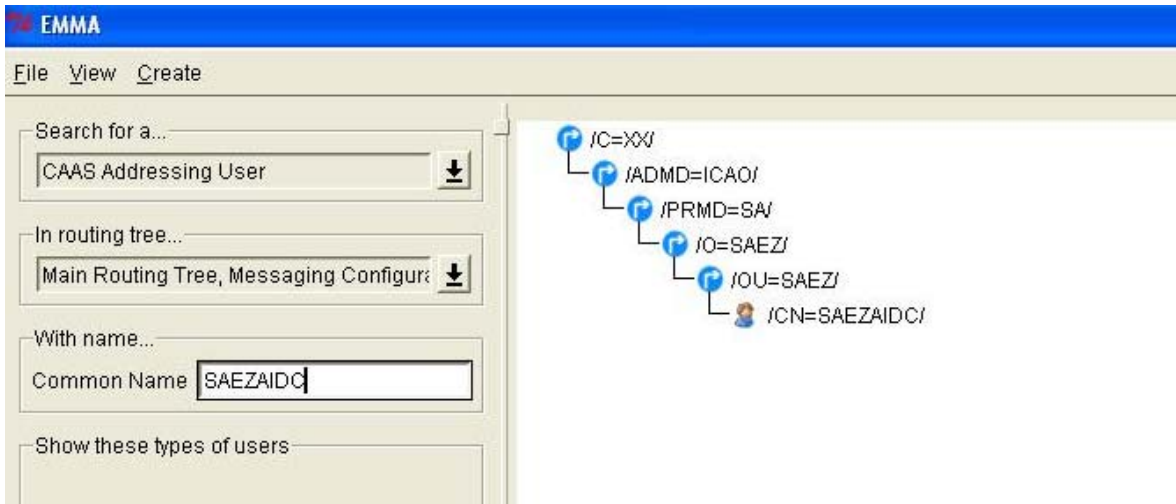 EMMA
File View Create
Search for a...
CAAS Addressing User
In routing tree...
Main Routing Tree, Messaging Configura
With name...
Common Name SAEZAIDC
Show these types of users
/C=XX/
/ADMD=ICAO/
/PRMD=SA/
/O=SAEZ/
/OU=SAEZ/
/CN=SAEZAIDC/